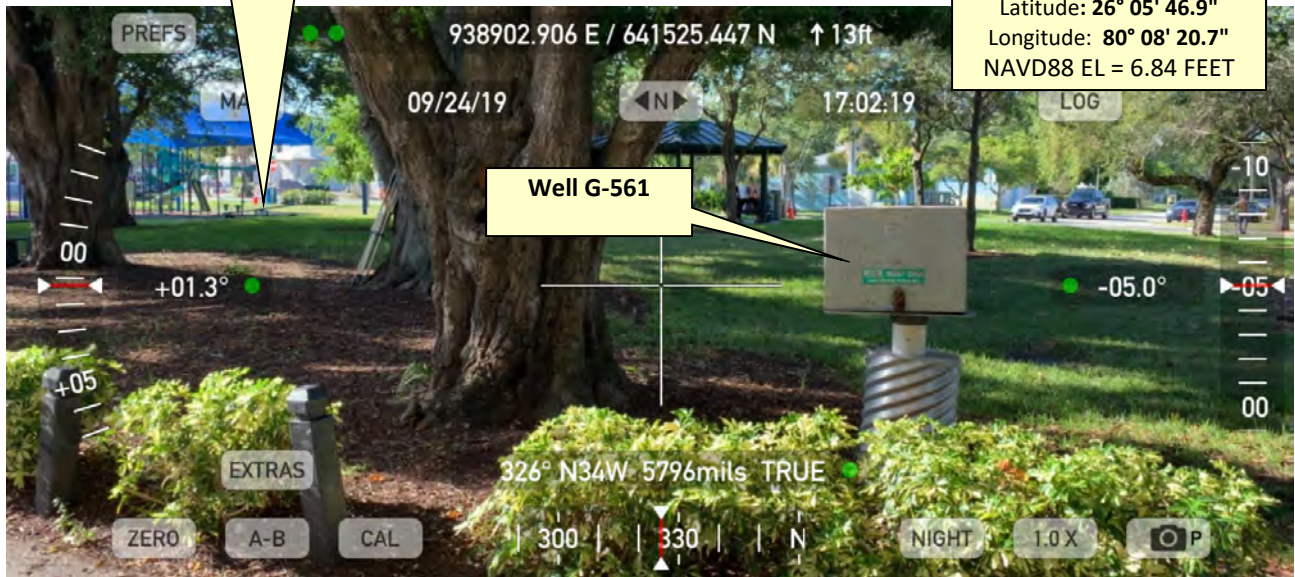 Latitude: 26° 05' 46.9"
Longitude: 80° 08' 20.7"
NAVD88 EL = 6.84 FEET
PREFS
938902.906 E / 641525.447 N ↑ 13ft
09/24/19
◀N▶
17:02:19
LOG
-10
Well G-561
00
+01.3°
-05.0°
-05
+05
00
EXTRAS
326° N34W 5796mils TRUE
ZERO
A-B
CAL
300
330
N
NIGHT
1.0 X
P